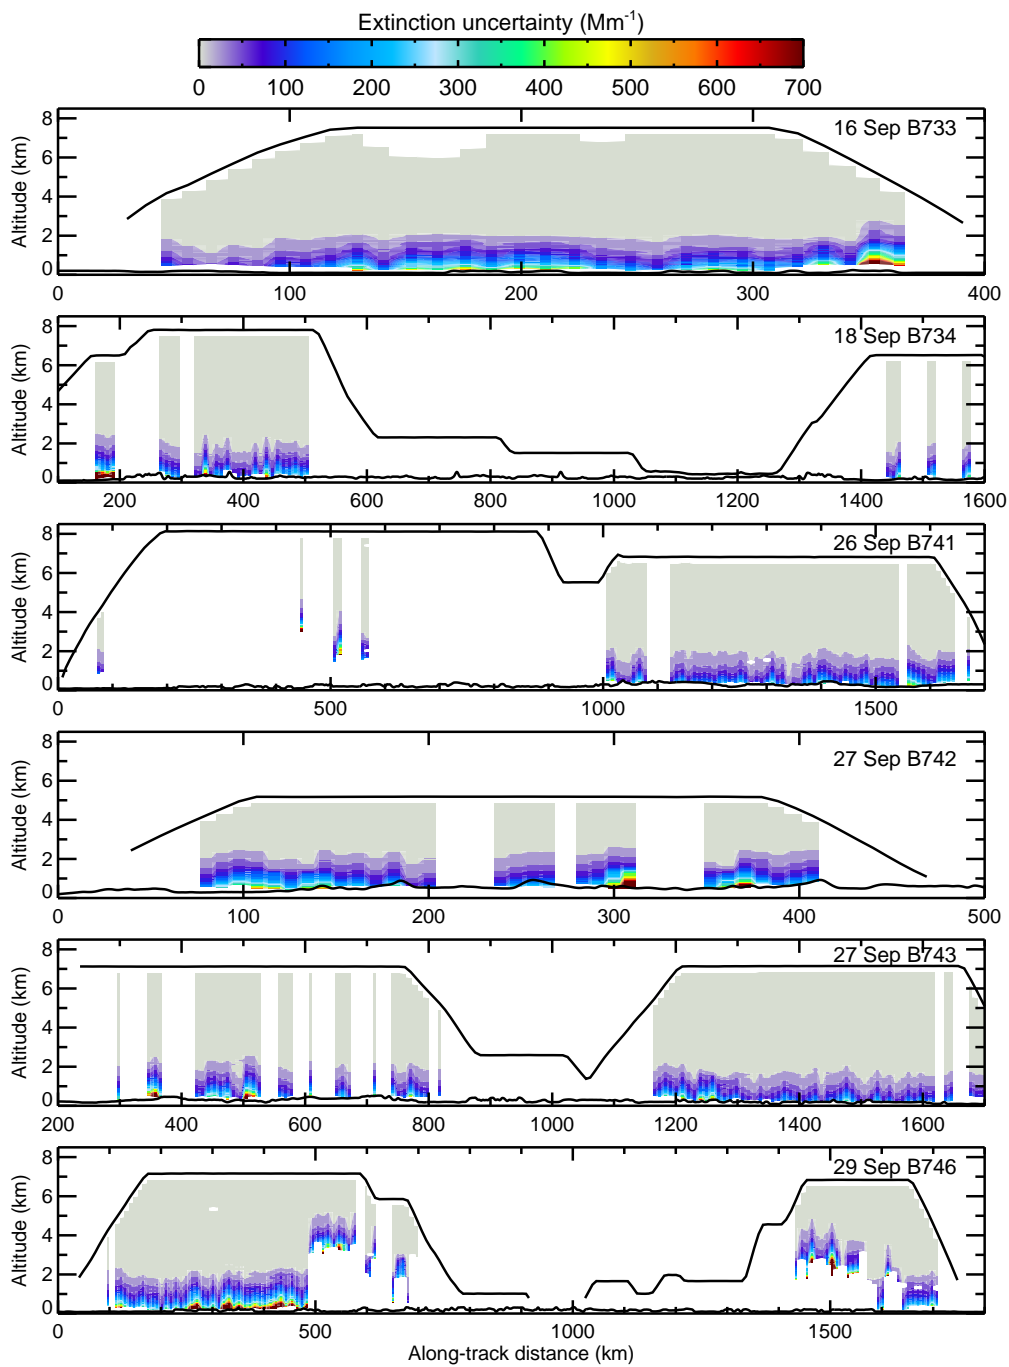 Extinction uncertainty (Mm-1)
0 100 200 300 400 500 600 700
16 Sep B733
Altitude (km)
8
6
4
2
0
0 100 200 300 400
18 Sep B734
Altitude (km)
8
6
4
2
0
200 400 600 800 1000 1200 1400 1600
26 Sep B741
Altitude (km)
8
6
4
2
0
0 500 1000 1500
27 Sep B742
Altitude (km)
8
6
4
2
0
0 100 200 300 400 500
27 Sep B743
Altitude (km)
8
6
4
2
0
200 400 600 800 1000 1200 1400 1600
29 Sep B746
Altitude (km)
8
6
4
2
0
0 500 1000 1500
Along-track distance (km)